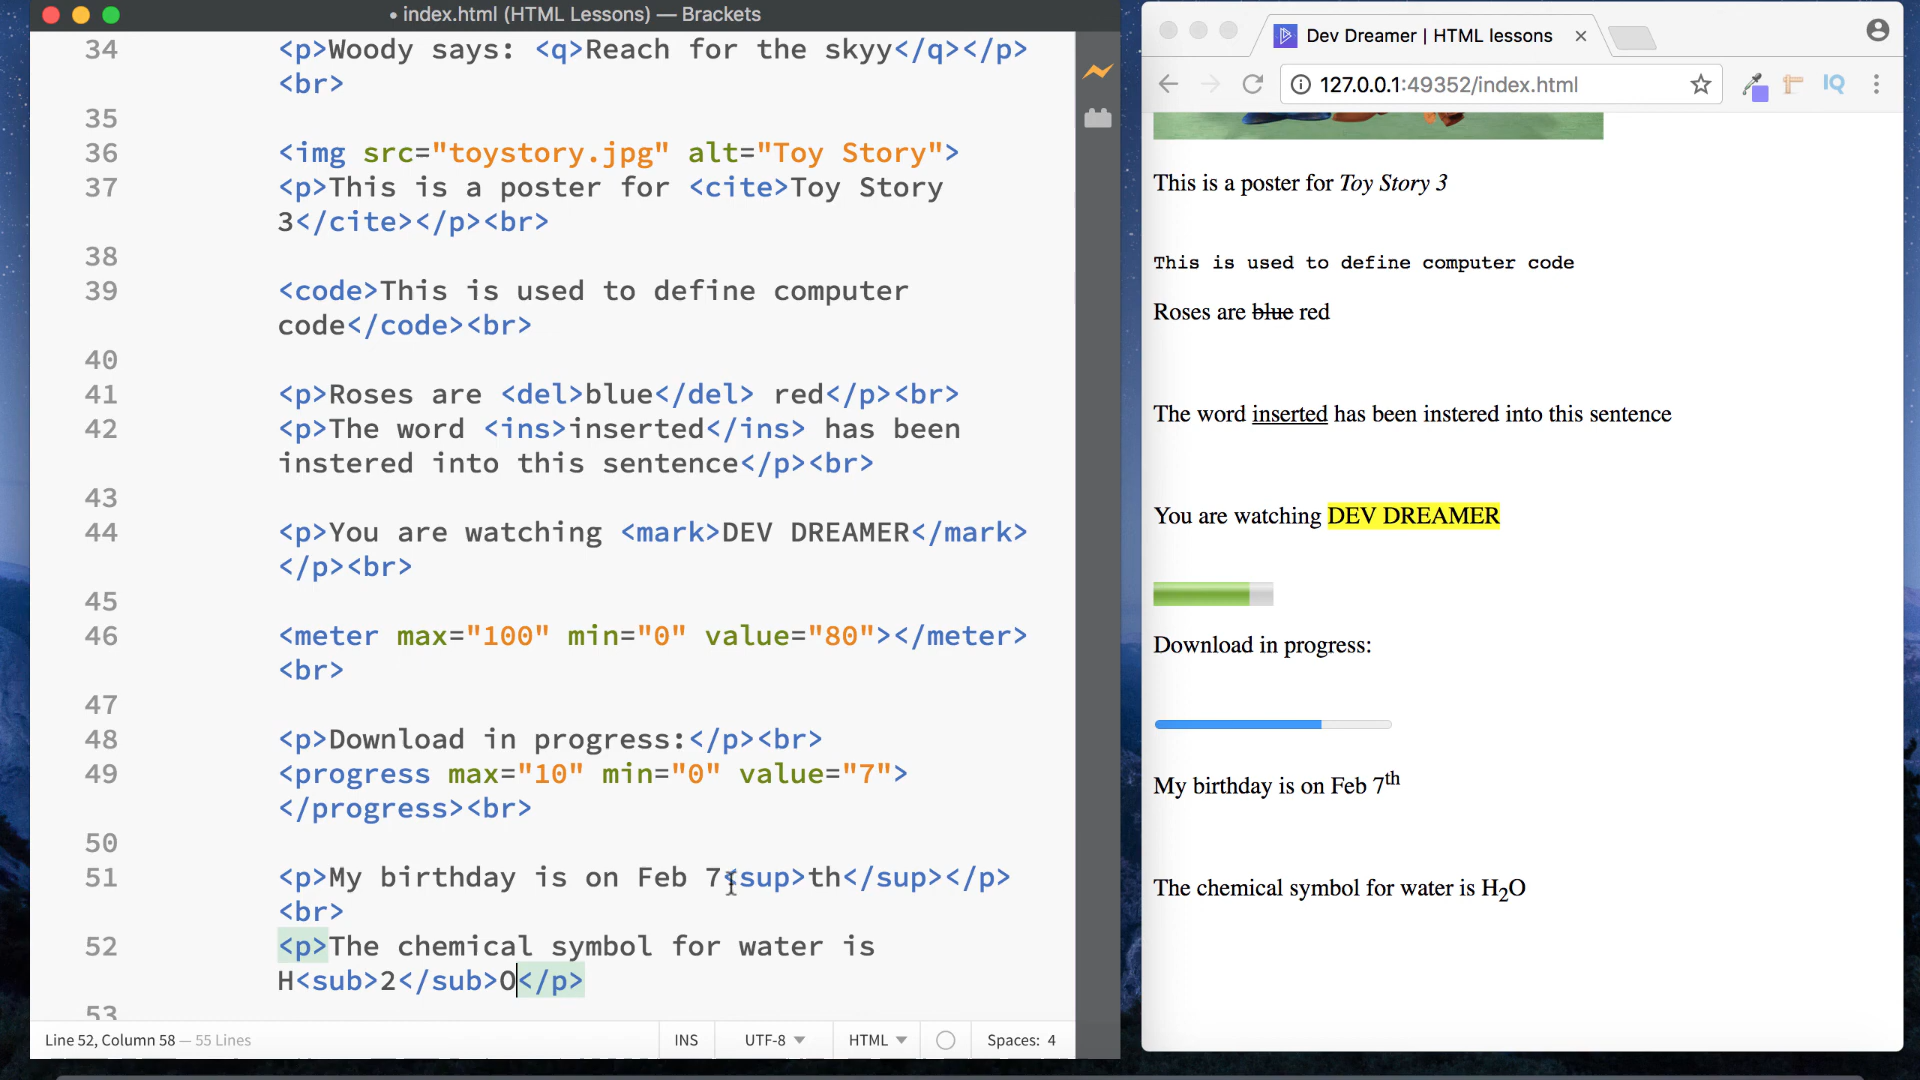 • index.html (HTML Lessons) — Brackets
34 <p>Woody says: <q>Reach for the skyy</q></p>
<br>
35
36 <img src="toystory.jpg" alt="Toy Story">
37 <p>This is a poster for <cite>Toy Story
3</cite></p><br>
38
39 <code>This is used to define computer
code</code><br>
40
41 <p>Roses are <del>blue</del> red</p><br>
42 <p>The word <ins>inserted</ins> has been
instered into this sentence</p><br>
43
44 <p>You are watching <mark>DEV DREAMER</mark>
</p><br>
45
46 <meter max="100" min="0" value="80"></meter>
<br>
47
48 <p>Download in progress:</p><br>
49 <progress max="10" min="0" value="7">
</progress><br>
50
51 <p>My birthday is on Feb 7<sup>th</sup></p>
<br>
52 <p>The chemical symbol for water is
H<sub>2</sub>O</p>
53
Line 52, Column 58 — 55 Lines
INS UTF-8 HTML Spaces: 4
Dev Dreamer | HTML lessons
127.0.0.1:49352/index.html
IQ
This is a poster for Toy Story 3
This is used to define computer code
Roses are blue red
The word inserted has been instered into this sentence
You are watching DEV DREAMER
Download in progress:
My birthday is on Feb 7th
The chemical symbol for water is H2O